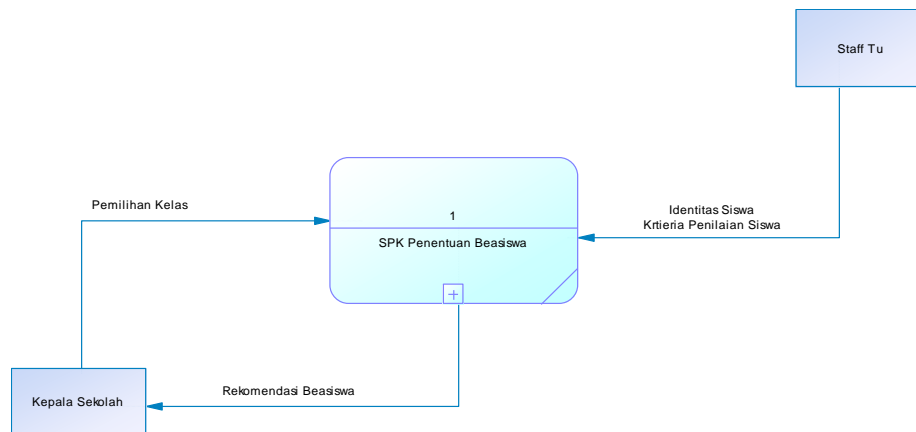 Staff Tu
Pemilihan Kelas
1
SPK Penentuan Beasiswa
Identitas Siswa
Krtieria Penilaian Siswa
Kepala Sekolah
Rekomendasi Beasiswa